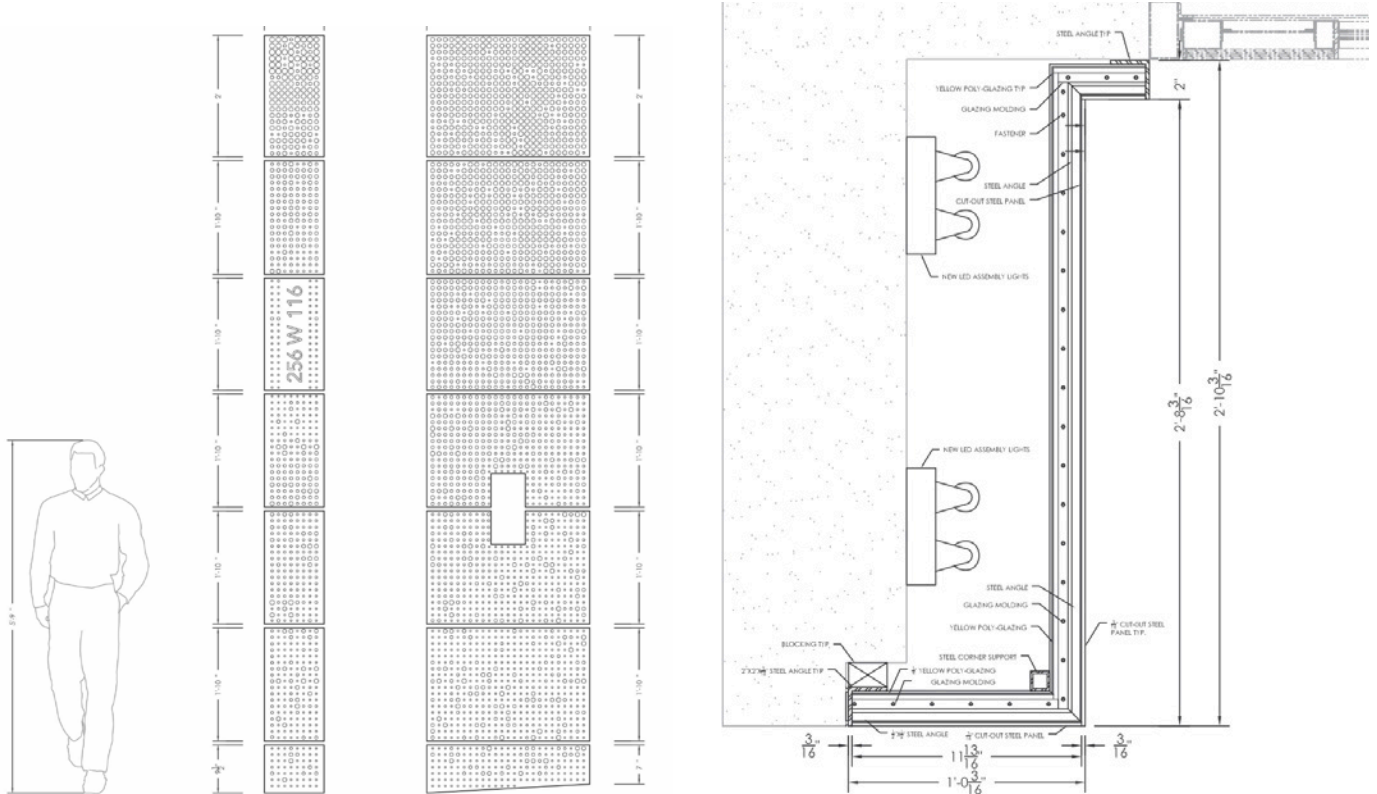 2'
1'-10"
1'-10"
1'-10"
1'-10"
1'-10"
9½"
5'-9"
256 W 116
2'
1'-10"
1'-10"
1'-10"
1'-10"
1'-10"
7"
STEEL ANGLE TYP
YELLOW POLY-GLAZING TYP
GLAZING MOLDING
FASTENER
STEEL ANGLE
CUT-OUT STEEL PANEL
NEW LED ASSEMBLY LIGHTS
NEW LED ASSEMBLY LIGHTS
STEEL ANGLE
GLAZING MOLDING
YELLOW POLY-GLAZING
STEEL CORNER SUPPORT
CUT-OUT STEEL
PANEL TYP.
BLOCKING TYP.
STEEL ANGLE TYP
YELLOW POLY-GLAZING
GLAZING MOLDING
STEEL ANGLE
CUT-OUT STEEL PANEL
2"
2'-8 3/16"
2'-10 3/16"
3/16
11 13/16"
3/16
1'-0 3/16"